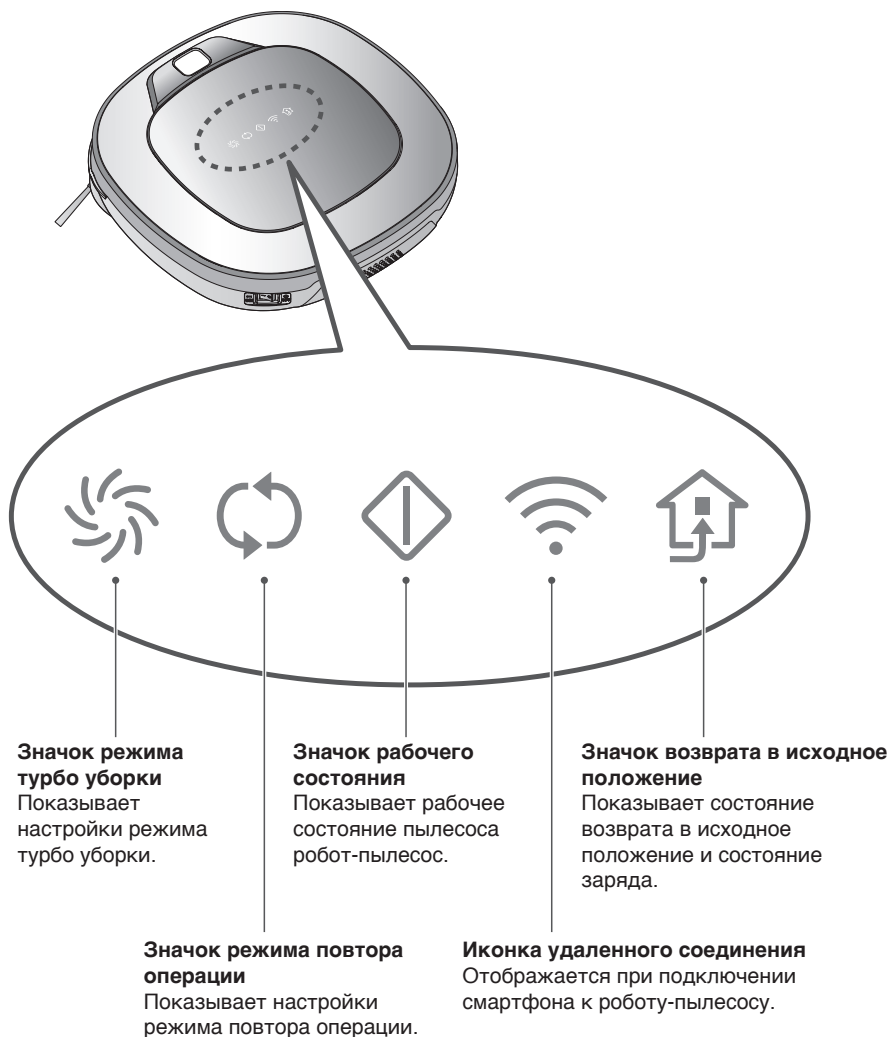 Значок режима
турбо уборки
Показывает
настройки режима
турбо уборки.
Значок рабочего
состояния
Показывает рабочее
состояние пылесоса
робот-пылесос.
Значок возврата в исходное
положение
Показывает состояние
возврата в исходное
положение и состояние
заряда.
Значок режима повтора
операции
Показывает настройки
режима повтора операции.
Иконка удаленного соединения
Отображается при подключении
смартфона к роботу-пылесосу.